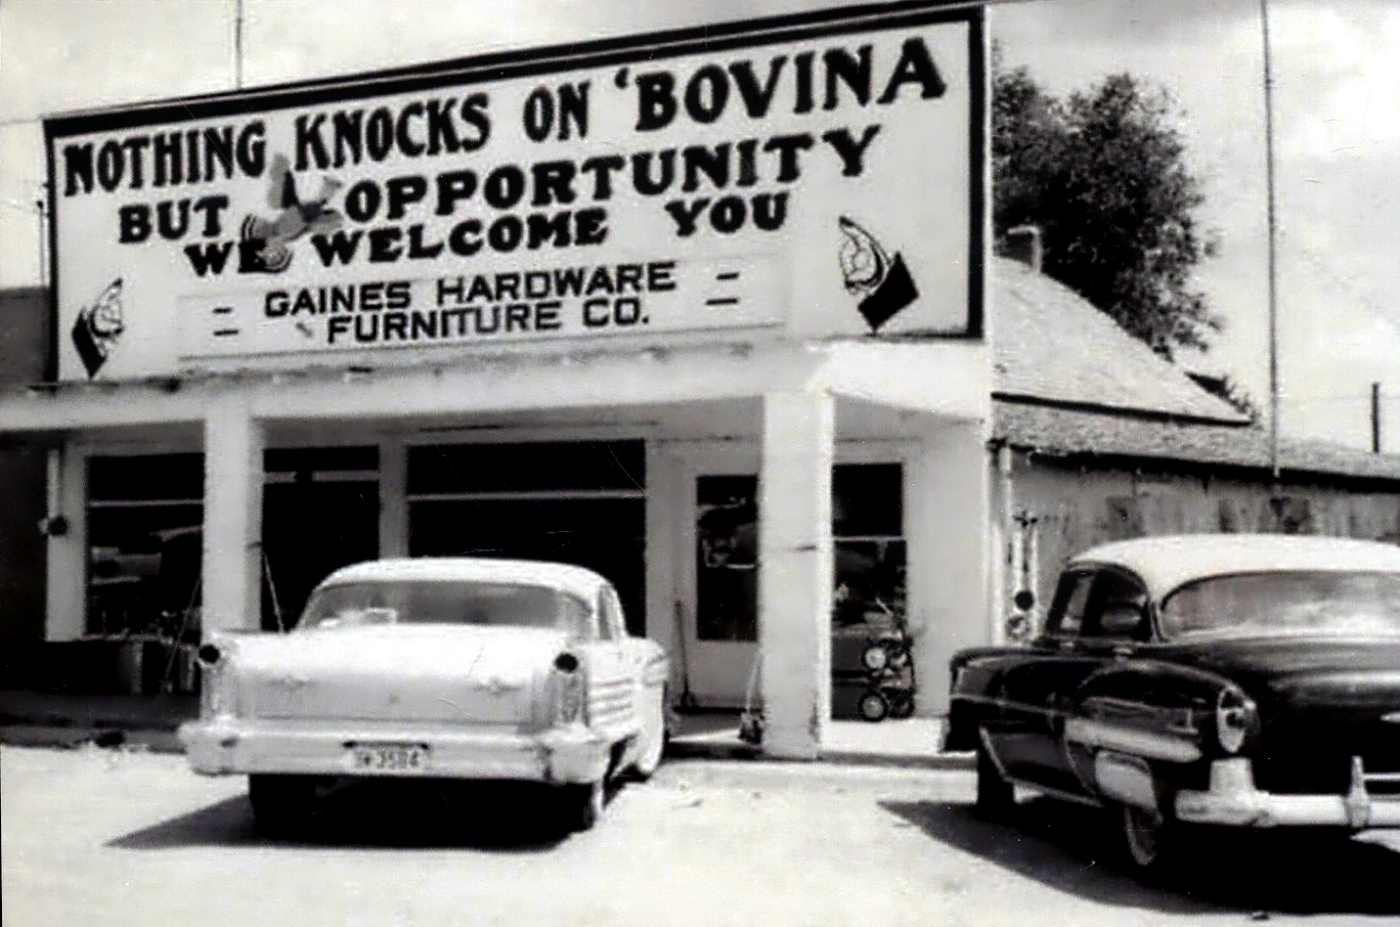 NOTHING KNOCKS ON 'BOVINA
BUT OPPORTUNITY
WE WELCOME YOU
- GAINES HARDWARE -
- FURNITURE CO. -